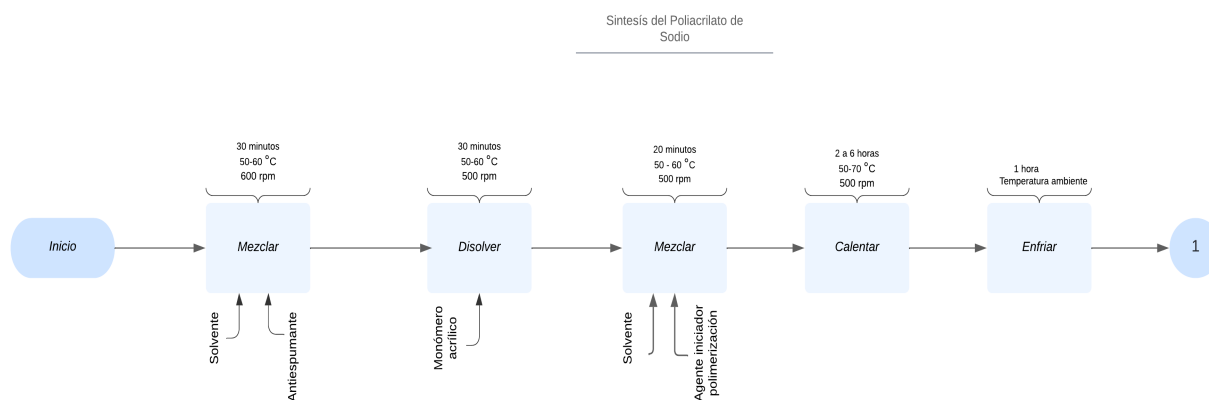 Sintesís del Poliacrilato de
Sodio
30 minutos
50-60 °C
600 rpm
30 minutos
50-60 °C
500 rpm
20 minutos
50 - 60 °C
500 rpm
2 a 6 horas
50-70 °C
500 rpm
1 hora
Temperatura ambiente
Inicio
Mezclar
Disolver
Mezclar
Calentar
Enfriar
1
Solvente
Antiespumante
Monómero
acrílico
Solvente
Agente iniciador
polimerización